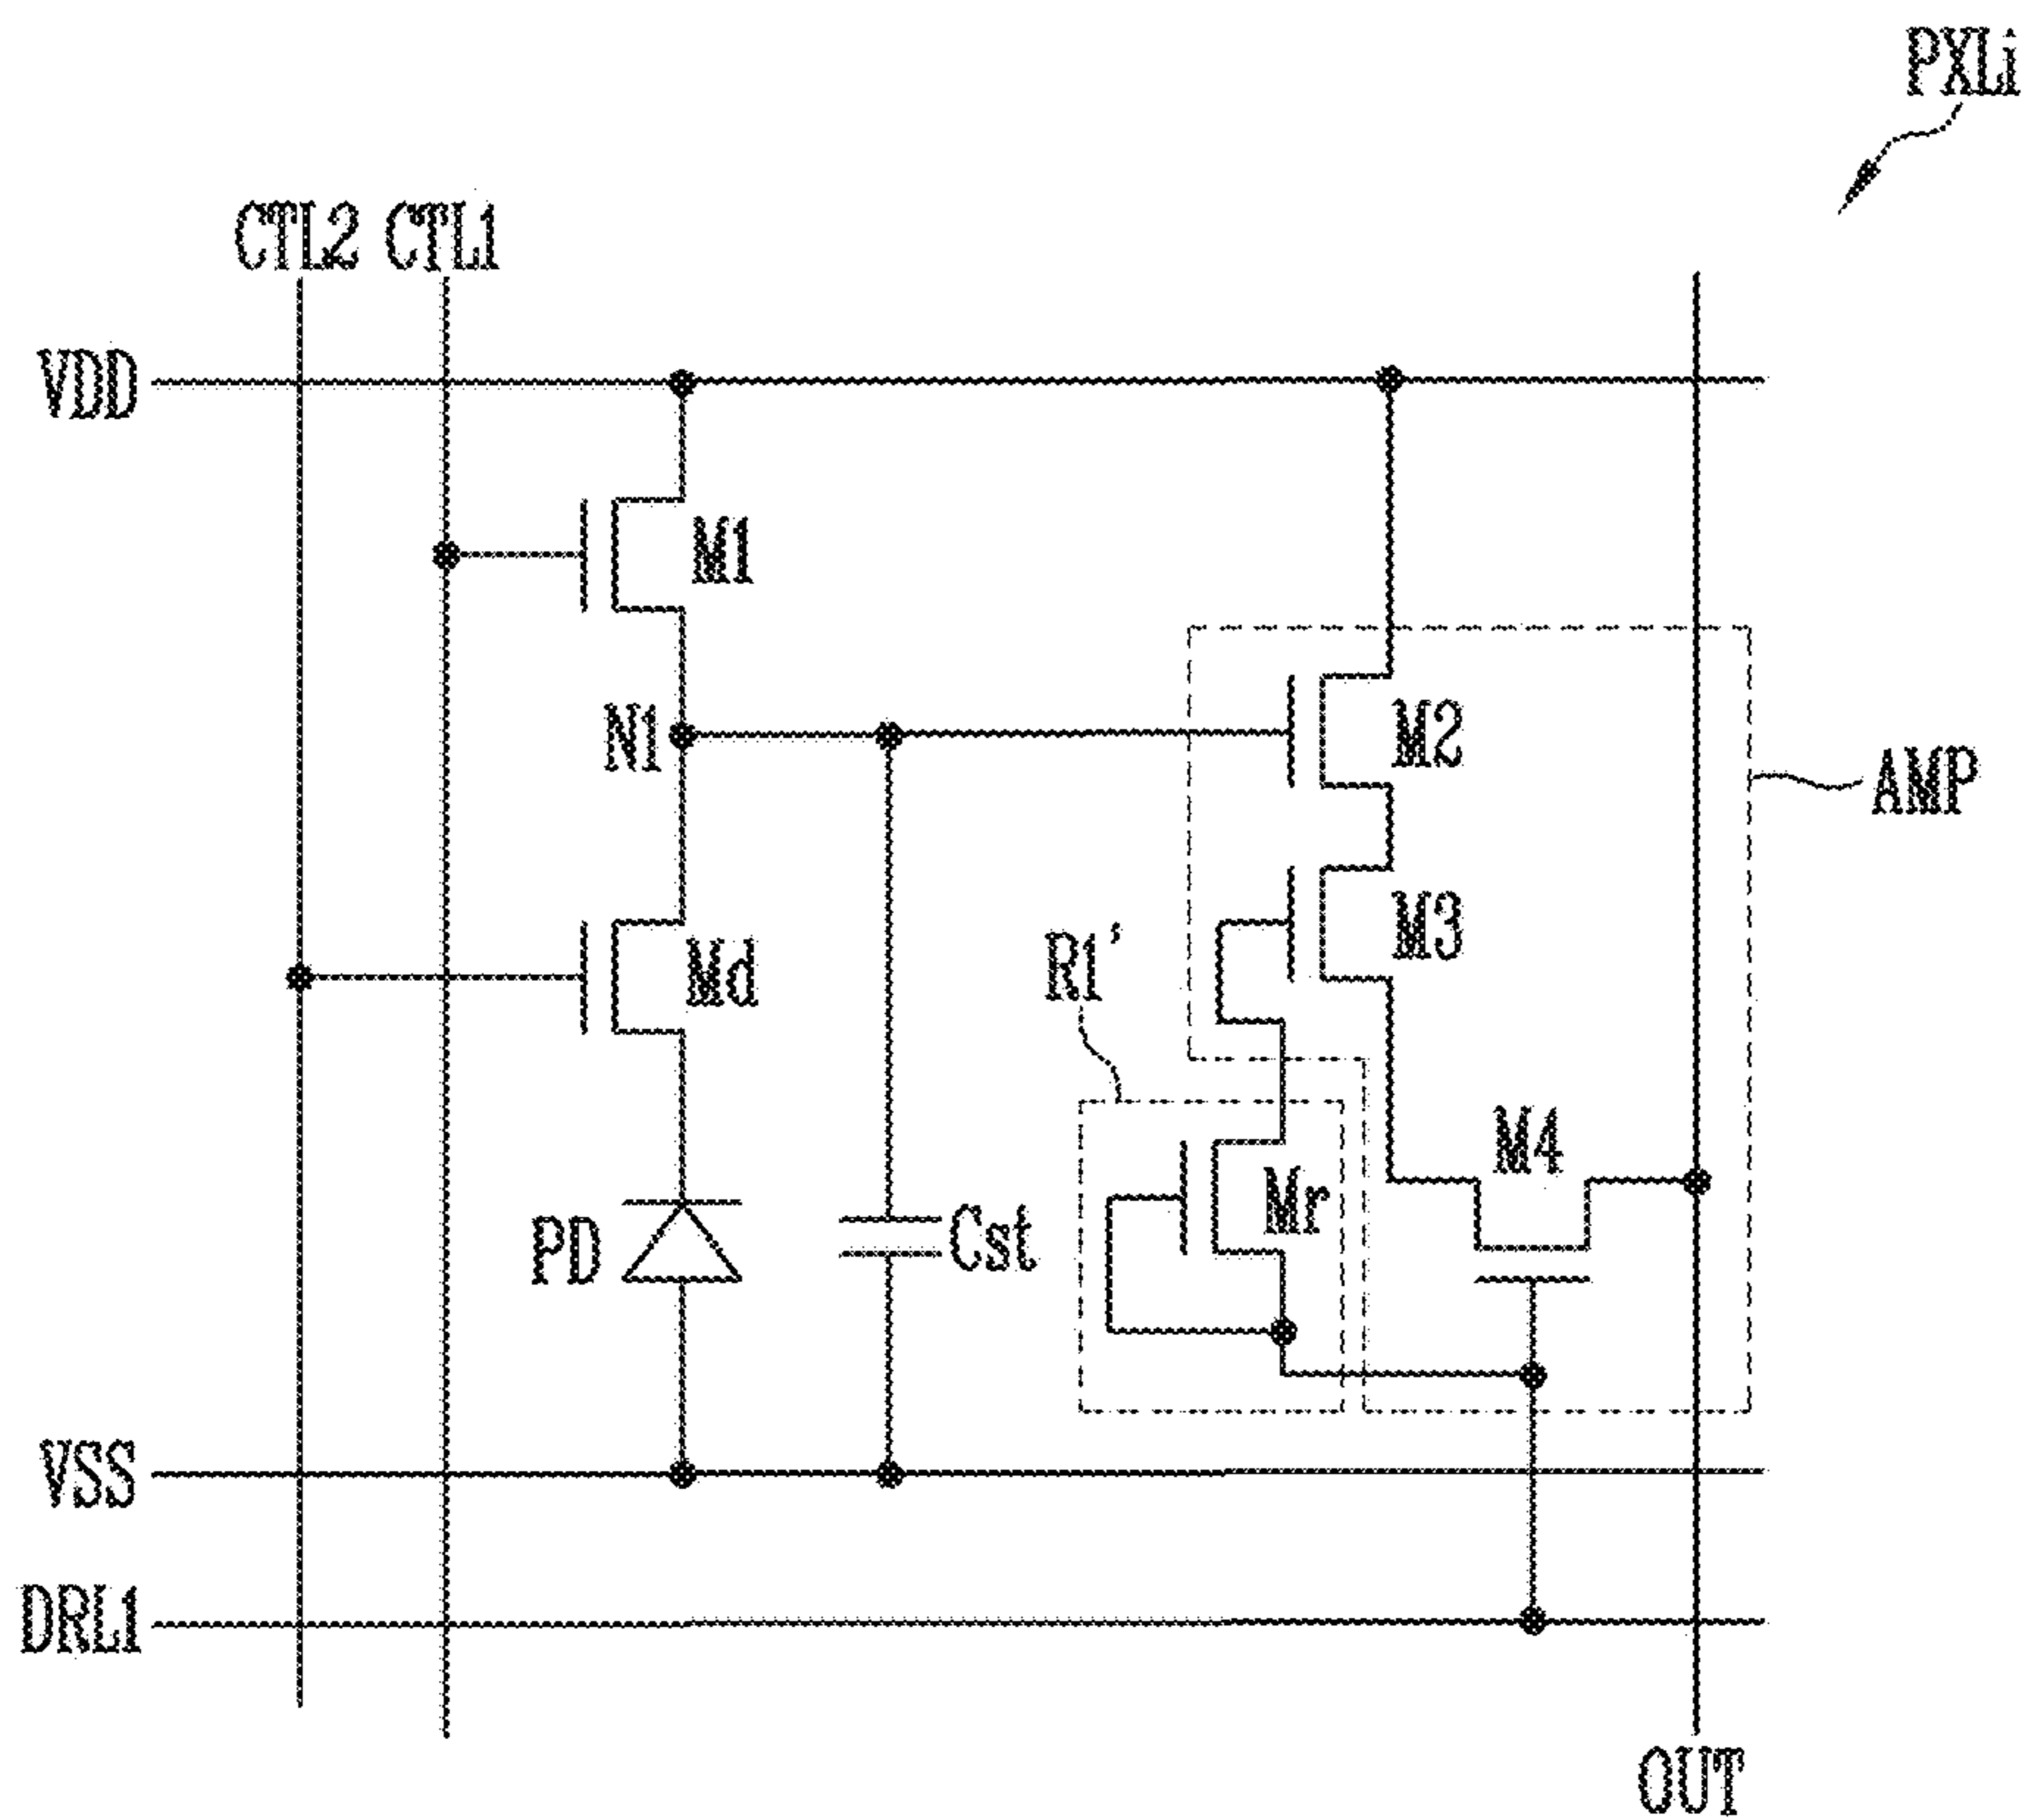 PXLi
CTL2 CTL1
VDD
M1
N1
M2
AMP
M3
R1'
Md
M4
Mr
PD
Cst
VSS
DRL1
OUT